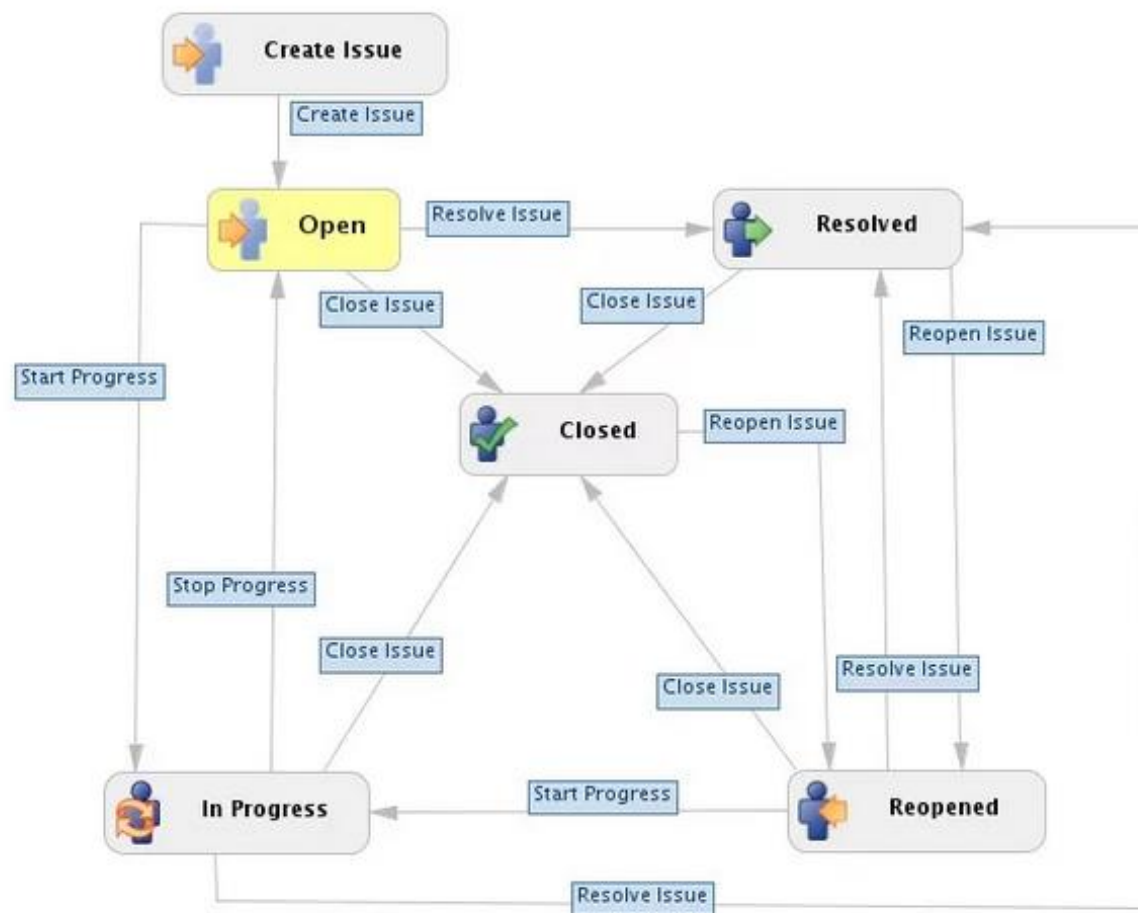 Create Issue
Create Issue
Open
Resolve Issue
Resolved
Close Issue
Close Issue
Reopen Issue
Start Progress
Closed
Reopen Issue
Stop Progress
Close Issue
Close Issue
Resolve Issue
In Progress
Start Progress
Reopened
Resolve Issue